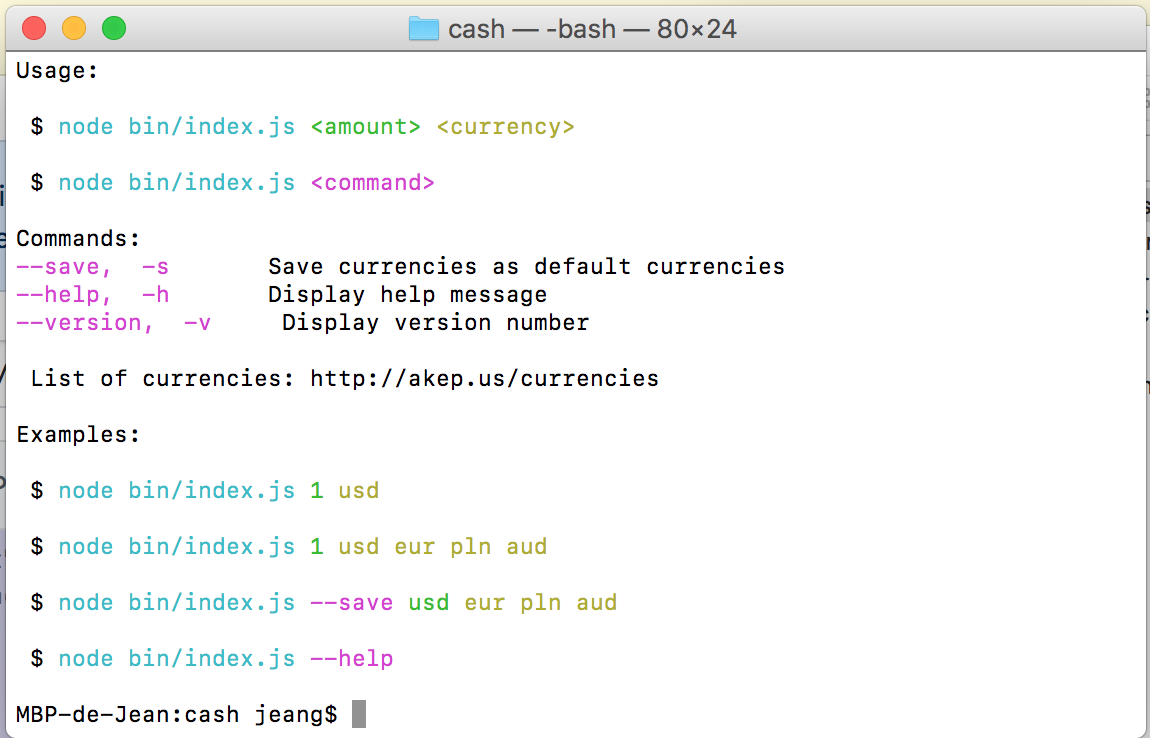 cash — -bash — 80×24
Usage:
$ node bin/index.js <amount> <currency>
$ node bin/index.js <command>
Commands:
--save, -s Save currencies as default currencies
--help, -h Display help message
--version, -v Display version number
List of currencies: http://akep.us/currencies
Examples:
$ node bin/index.js 1 usd
$ node bin/index.js 1 usd eur pln aud
$ node bin/index.js --save usd eur pln aud
$ node bin/index.js --help
MBP-de-Jean:cash jeang$